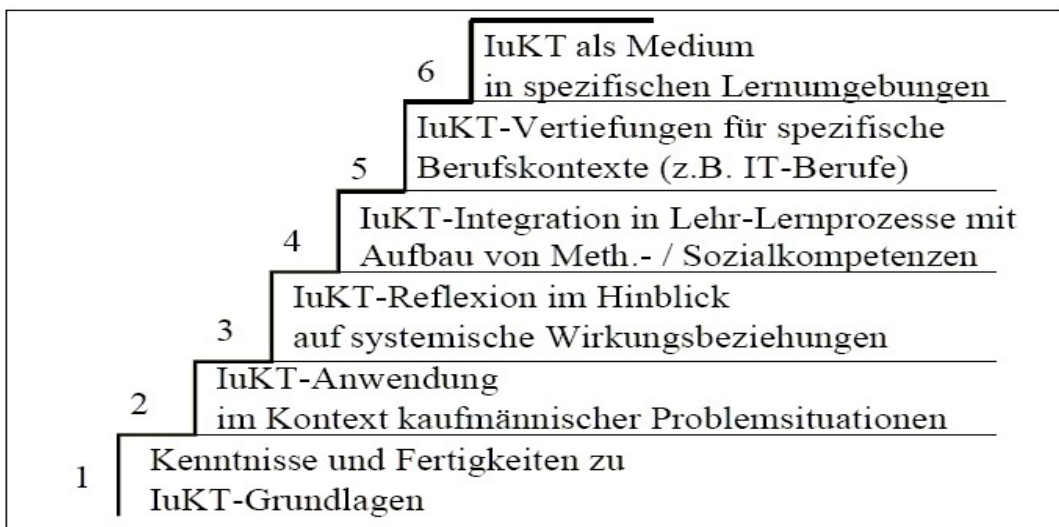 6
IuKT als Medium
in spezifischen Lernumgebungen
5
IuKT-Vertiefungen für spezifische
Berufskontexte (z.B. IT-Berufe)
4
IuKT-Integration in Lehr-Lernprozesse mit
Aufbau von Meth.- / Sozialkompetenzen
3
IuKT-Reflexion im Hinblick
auf systemische Wirkungsbeziehungen
2
IuKT-Anwendung
im Kontext kaufmännischer Problemsituationen
1
Kenntnisse und Fertigkeiten zu
IuKT-Grundlagen